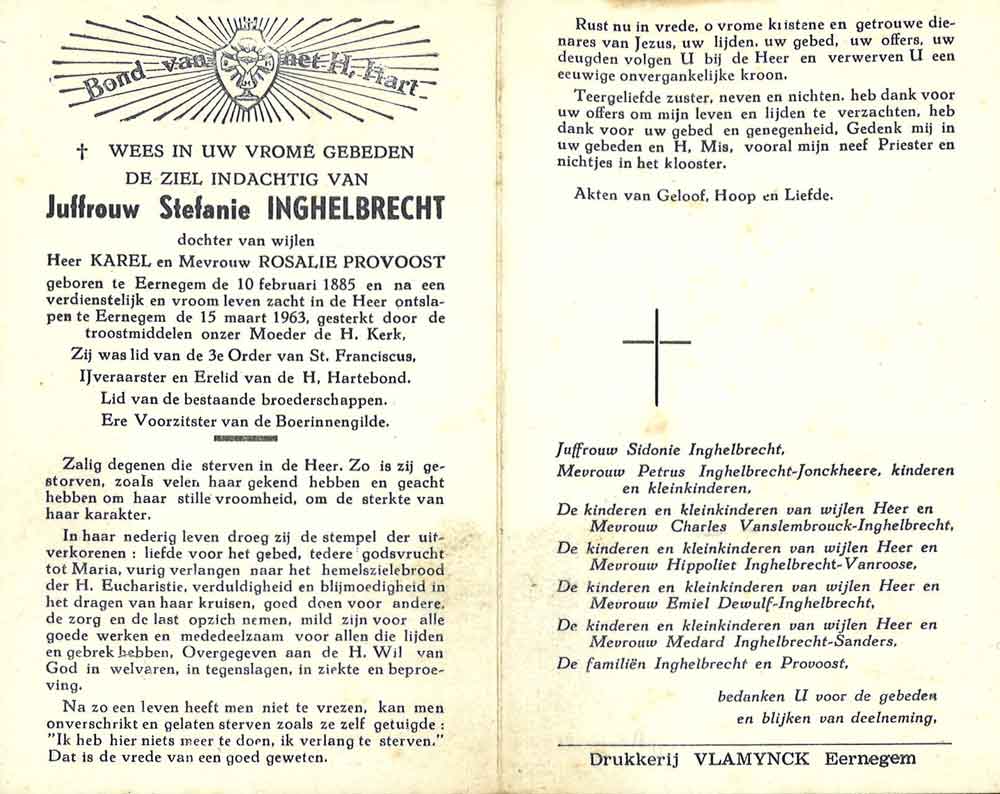 Bond van het H. Hart
† WEES IN UW VROME GEBEDEN
DE ZIEL INDACHTIG VAN
Juffrouw Stefanie INGHELBRECHT
dochter van wijlen
Heer KAREL en Mevrouw ROSALIE PROVOOST
geboren te Eernegem de 10 februari 1885 en na een
verdienstelijk en vroom leven zacht in de Heer ontsla-
pen te Eernegem de 15 maart 1963, gesterkt door de
troostmiddelen onzer Moeder de H. Kerk,
Zij was lid van de 3e Order van St. Franciscus,
IJveraarster en Erelid van de H, Hartebond.
Lid van de bestaande broederschappen.
Ere Voorzitster van de Boerinnengilde.
Zalig degenen die sterven in de Heer. Zo is zij ge-
storven, zoals velen haar gekend hebben en geacht
hebben om haar stille vroomheid, om de sterkte van
haar karakter.
In haar nederig leven droeg zij de stempel der uit-
verkorenen : liefde voor het gebed, tedere godsvrucht
tot Maria, vurig verlangen naar het hemelszielebrood
der H. Eucharistie, verduldigheid en blijmoedigheid in
het dragen van haar kruisen, goed doen voor andere,
de zorg en de last opzich nemen, mild zijn voor alle
goede werken en mededeelzaam voor allen die lijden
en gebrek hebben, Overgegeven aan de H. Wil van
God in welvaren, in tegenslagen, in ziekte en beproe-
ving.
Na zo een leven heeft men niet te vrezen, kan men
onverschrikt en gelaten sterven zoals ze zelf getuigde :
"Ik heb hier niets meer te doen, ik verlang te sterven."
Dat is de vrede van een goed geweten.
Rust nu in vrede, o vrome kristene en getrouwe die-
nares van Jezus, uw lijden, uw gebed, uw offers, uw
deugden volgen U bij de Heer en verwerven U een
eeuwige onvergankelijke kroon.
Teergeliefde zuster, neven en nichten. heb dank voor
uw offers om mijn leven en lijden te verzachten, heb
dank voor uw gebed en genegenheid, Gedenk mij in
uw gebeden en H, Mis, vooral mijn neef Priester en
nichtjes in het klooster.
Akten van Geloof, Hoop en Liefde.
Juffrouw Sidonie Inghelbrecht,
Mevrouw Petrus Inghelbrecht-Jonckheere, kinderen
en kleinkinderen,
De kinderen en kleinkinderen van wijlen Heer en
Mevrouw Charles Vanslembrouck-Inghelbrecht,
De kinderen en kleinkinderen van wijlen Heer en
Mevrouw Hippoliet Inghelbrecht-Vanroose,
De kinderen en kleinkinderen van wijlen Heer en
Mevrouw Emiel Dewulf-Inghelbrecht,
De kinderen en kleinkinderen van wijlen Heer en
Mevrouw Medard Inghelbrecht-Sanders,
De familiën Inghelbrecht en Provoost,
bedanken U voor de gebeden
en blijken van deelneming,
Drukkerij VLAMYNCK Eernegem